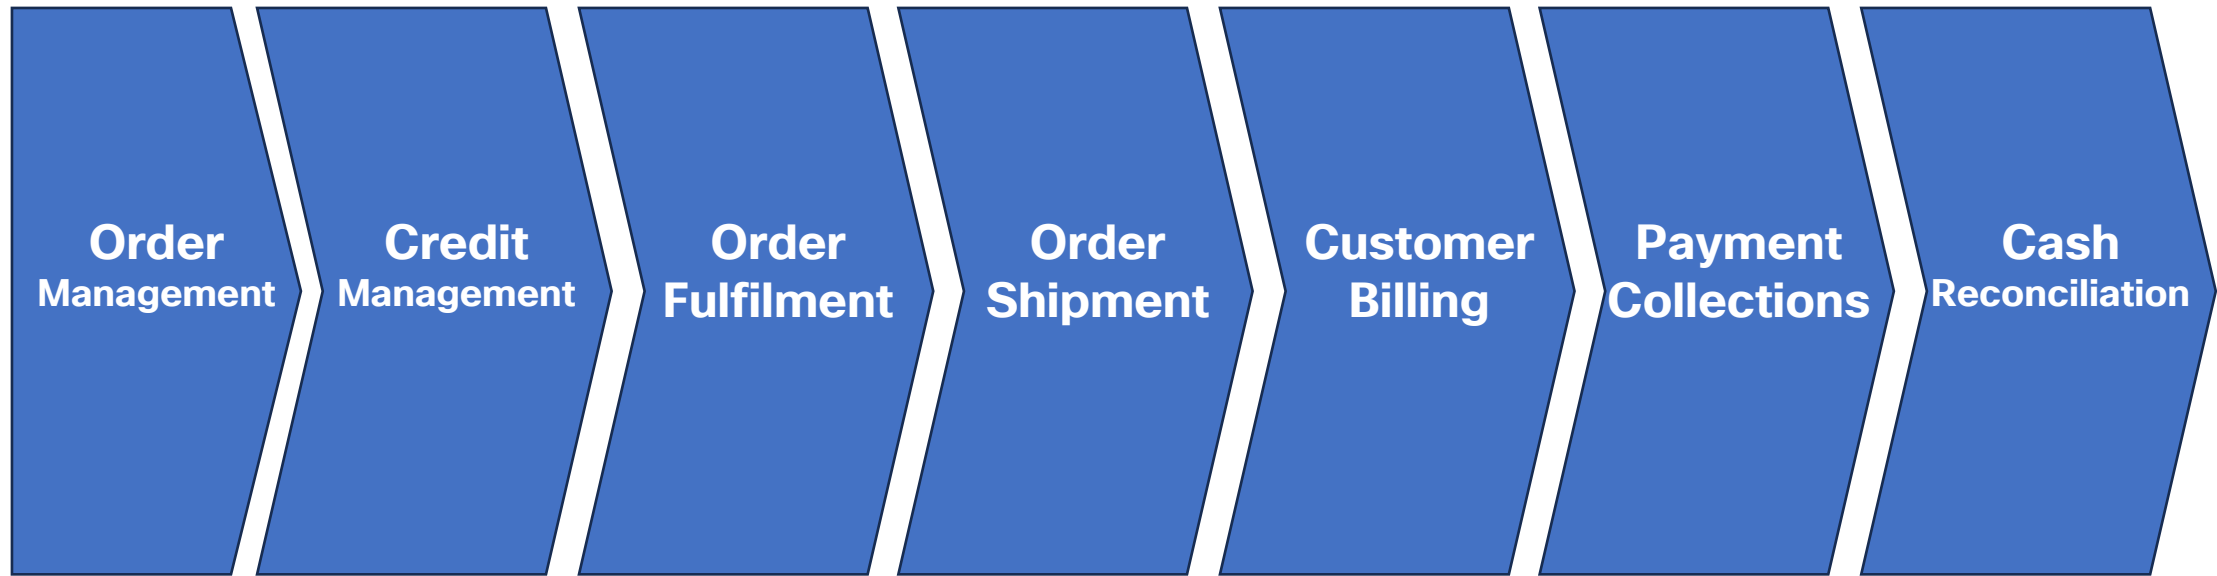 Order
Management
Credit
Management
Order
Fulfilment
Order
Shipment
Customer
Billing
Payment
Collections
Cash
Reconciliation